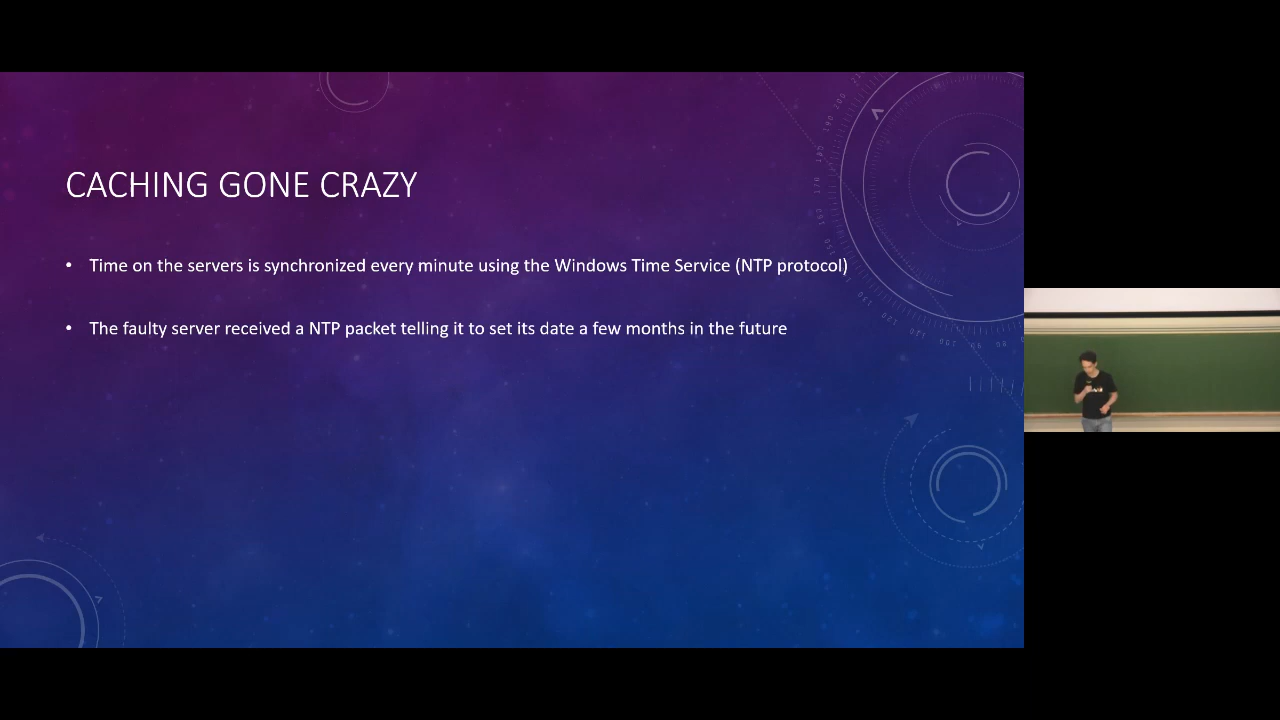 CACHING GONE CRAZY
• Time on the servers is synchronized every minute using the Windows Time Service (NTP protocol)
• The faulty server received a NTP packet telling it to set its date a few months in the future